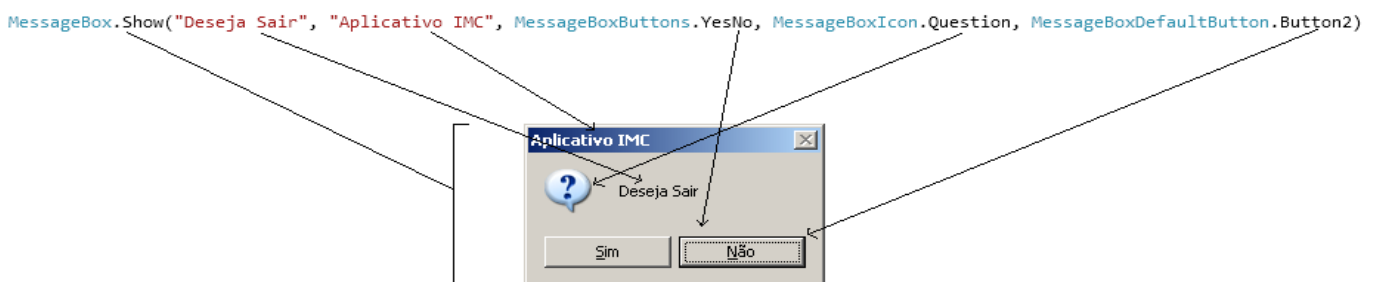 MessageBox.Show("Deseja Sair", "Aplicativo IMC", MessageBoxButtons.YesNo, MessageBoxIcon.Question, MessageBoxDefaultButton.Button2)
Aplicativo IMC
?
Deseja Sair
Sim Não